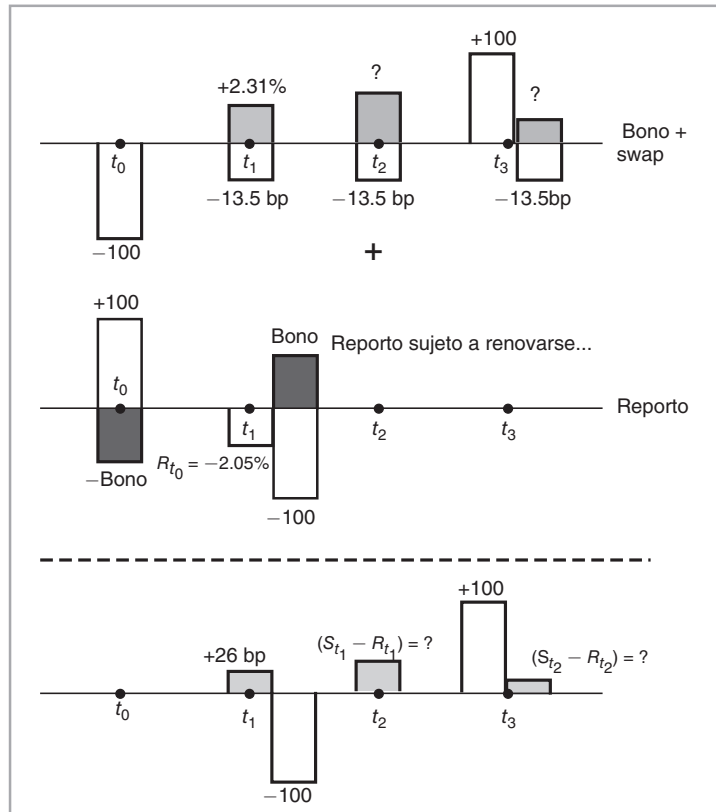 +100
+2.31%
?
?
Bono +
swap
t0
t1
t2
t3
−13.5 bp
−13.5 bp
−13.5bp
−100
+
+100
Bono
Reporto sujeto a renovarse...
t0
t1
t2
t3
Reporto
−Bono
Rt0 = −2.05%
−100
+100
+26 bp
(St1 − Rt1) = ?
(St2 − Rt2) = ?
t0
t1
t2
t3
−100